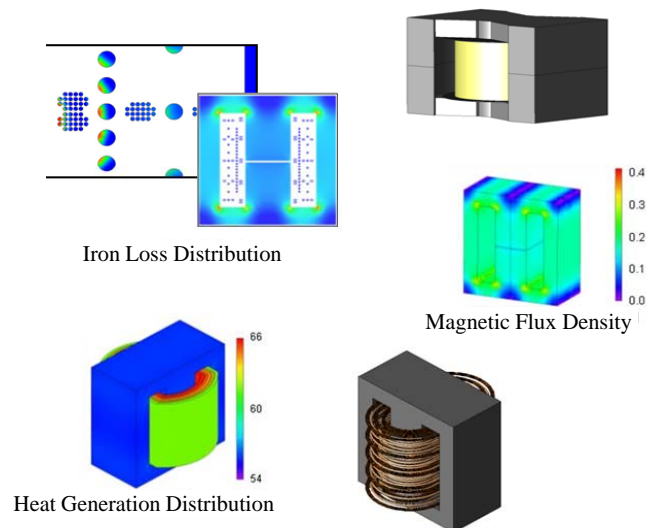 0.4
0.3
0.2
0.1
0.0
Iron Loss Distribution
Magnetic Flux Density
66
60
54
Heat Generation Distribution